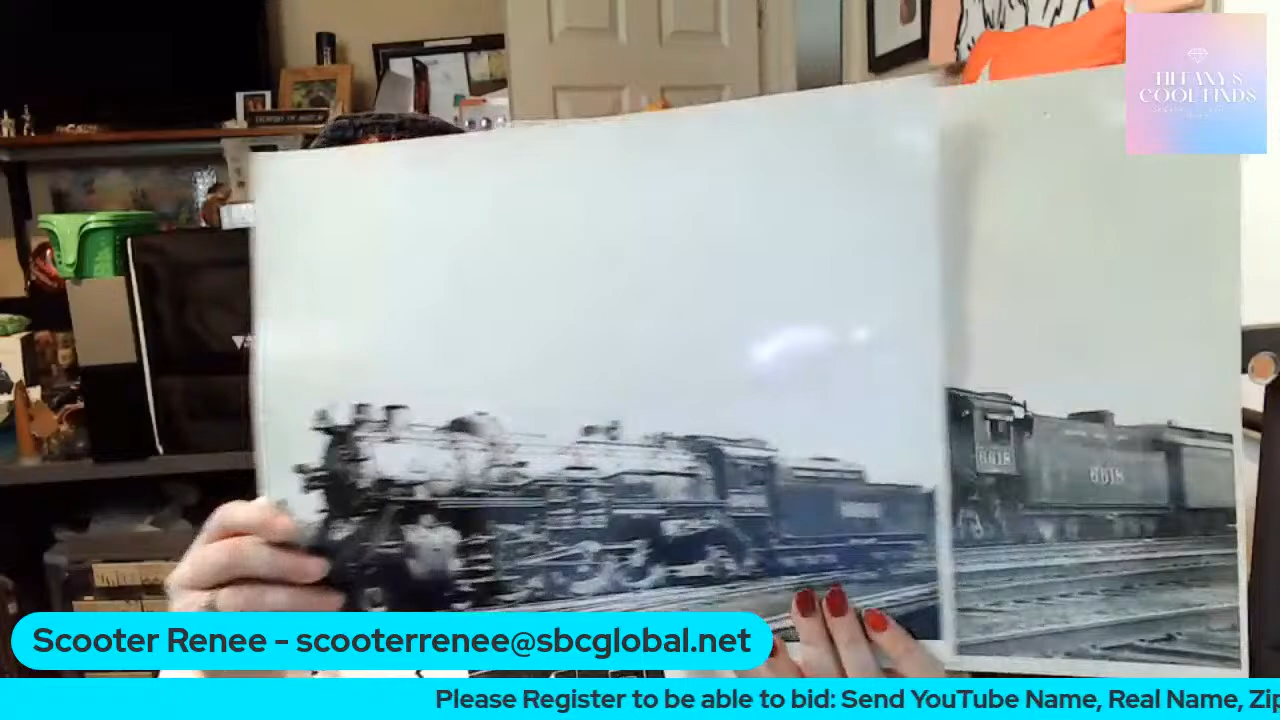 TIFFANY'S
COOL FINDS
6618
6618
Scooter Renee - scooterrenee@sbcglobal.net
Please Register to be able to bid: Send YouTube Name, Real Name, Zip